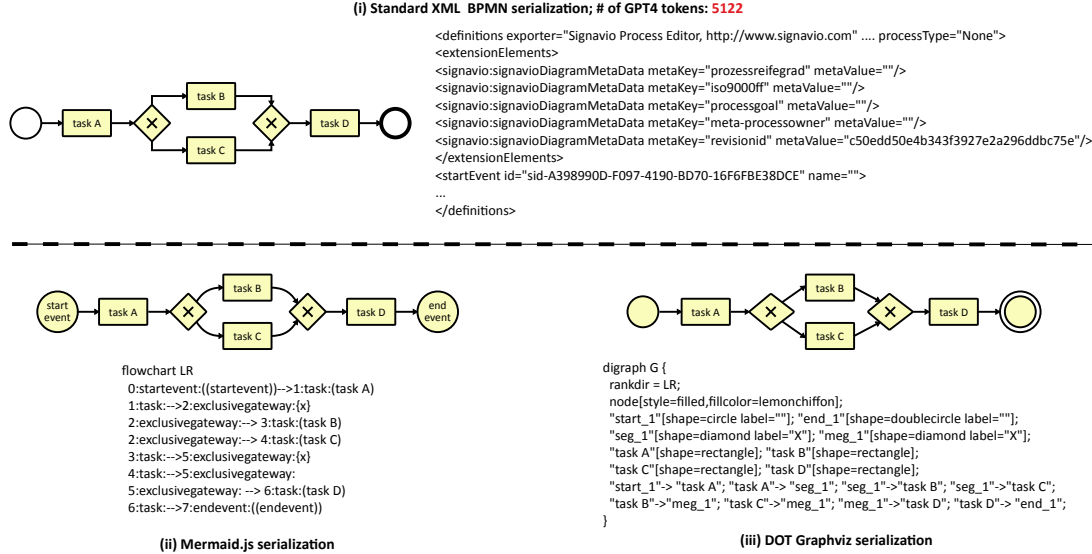 (i) Standard XML  BPMN serialization; # of GPT4 tokens: 5122
<definitions exporter="Signavio Process Editor, http://www.signavio.com" .... processType="None">
<extensionElements>
<signavio:signavioDiagramMetaData metaKey="prozessreifegrad" metaValue=""/>
<signavio:signavioDiagramMetaData metaKey="iso9000ff" metaValue=""/>
<signavio:signavioDiagramMetaData metaKey="processgoal" metaValue=""/>
<signavio:signavioDiagramMetaData metaKey="meta-processowner" metaValue=""/>
<signavio:signavioDiagramMetaData metaKey="revisionid" metaValue="c50edd50e4b343f3927e2a296ddbc75e"/>
</extensionElements>
<startEvent id="sid-A398990D-F097-4190-BD70-16F6FBE38DCE" name="">
...
</definitions>
task A
task B
task C
task D
start
event
task A
task B
task C
task D
end
event
flowchart LR
0:startevent:((startevent))-->1:task:(task A)
1:task:-->2:exclusivegateway:{x}
2:exclusivegateway:--> 3:task:(task B)
2:exclusivegateway:--> 4:task:(task C)
3:task:-->5:exclusivegateway:{x}
4:task:-->5:exclusivegateway:
5:exclusivegateway: --> 6:task:(task D)
6:task:-->7:endevent:((endevent))
(ii) Mermaid.js serialization
task A
task B
task C
task D
digraph G {
rankdir = LR;
node[style=filled,fillcolor=lemonchiffon];
"start_1"[shape=circle label=""]; "end_1"[shape=doublecircle label=""];
"seg_1"[shape=diamond label="X"]; "meg_1"[shape=diamond label="X"];
"task A"[shape=rectangle]; "task B"[shape=rectangle];
"task C"[shape=rectangle]; "task D"[shape=rectangle];
"start_1"-> "task A"; "task A"-> "seg_1"; "seg_1"->"task B"; "seg_1"->"task C";
"task B"->"meg_1"; "task C"->"meg_1"; "meg_1"->"task D"; "task D"-> "end_1";
}
(iii) DOT Graphviz serialization